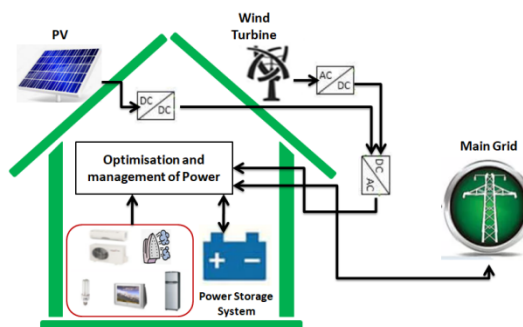 PV
Wind
Turbine
AC
DC
DC
DC
DC
AC
Main Grid
Optimisation and
management of Power
+ −
Power Storage
System